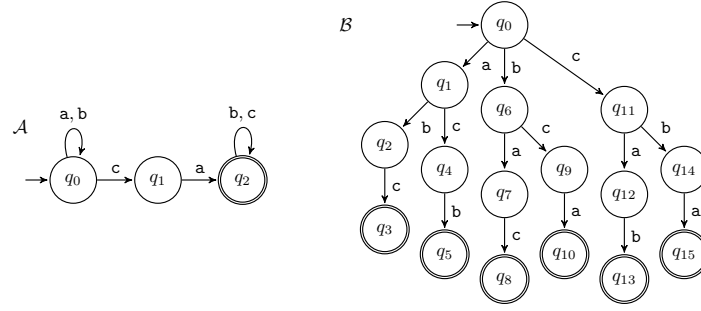 𝓑
q₀
a
b
c
q₁
q₆
q₁₁
b
c
a
c
a
b
𝓐
a, b
b, c
q₂
q₄
q₇
q₉
q₁₂
q₁₄
q₀
c
q₁
a
q₂
c
b
c
a
b
a
q₃
q₅
q₈
q₁₀
q₁₃
q₁₅